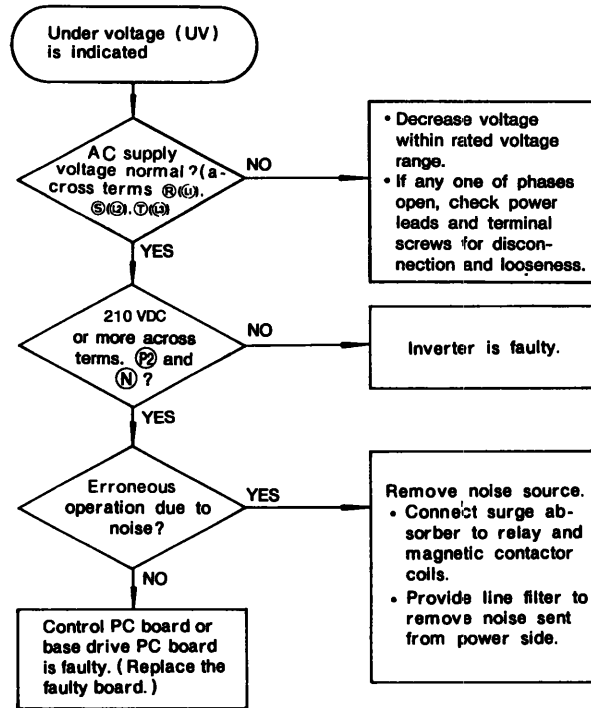 Under voltage (UV)
is indicated
AC supply
voltage normal ? (a-
cross terms Ⓡ(L1),
Ⓢ(L2), Ⓣ(L3)
NO
• Decrease voltage
within rated voltage
range.
• If any one of phases
open, check power
leads and terminal
screws for discon-
nection and looseness.
YES
210 VDC
or more across
terms. (P2) and
Ⓝ ?
NO
Inverter is faulty.
YES
Erroneous
operation due to
noise?
YES
Remove noise source.
• Connect surge ab-
sorber to relay and
magnetic contactor
coils.
• Provide line filter to
remove noise sent
from power side.
NO
Control PC board or
base drive PC board
is faulty. (Replace the
faulty board.)